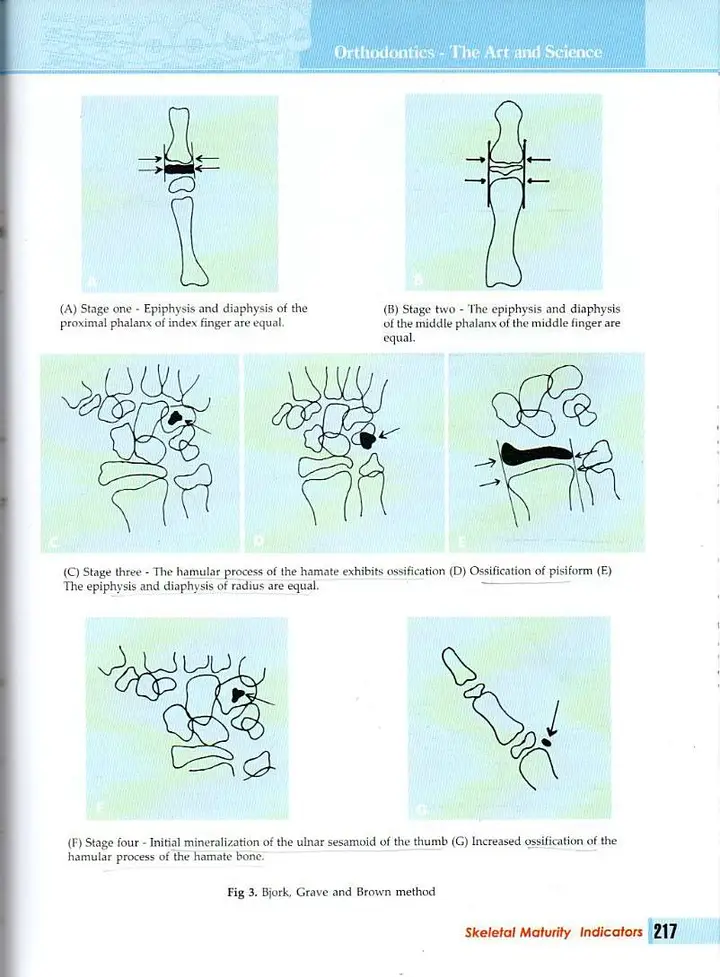 Orthodontics - The Art and Science
A
B
(A) Stage one - Epiphysis and diaphysis of the
proximal phalanx of index finger are equal.
(B) Stage two - The epiphysis and diaphysis
of the middle phalanx of the middle finger are
equal.
C
D
E
(C) Stage three - The hamular process of the hamate exhibits ossification (D) Ossification of pisiform (E)
The epiphysis and diaphysis of radius are equal.
F
G
(F) Stage four - Initial mineralization of the ulnar sesamoid of the thumb (G) Increased ossification of the
hamular process of the hamate bone.
Fig 3. Bjork, Grave and Brown method
Skeletal Maturity Indicators 217